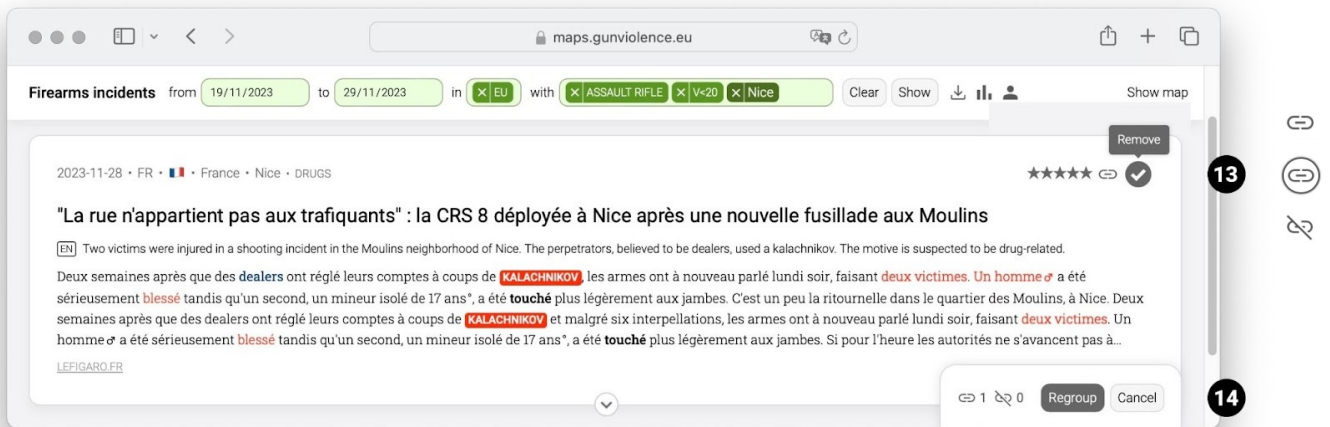 maps.gunviolence.eu
Firearms incidents from 19/11/2023 to 29/11/2023 in × EU with × ASSAULT RIFLE × V<20 × Nice Clear Show Show map
Remove
2023-11-28 • FR • 🇫🇷 • France • Nice • DRUGS ★★★★★
13
"La rue n'appartient pas aux trafiquants" : la CRS 8 déployée à Nice après une nouvelle fusillade aux Moulins
EN Two victims were injured in a shooting incident in the Moulins neighborhood of Nice. The perpetrators, believed to be dealers, used a kalachnikov. The motive is suspected to be drug-related.
Deux semaines après que des dealers ont réglé leurs comptes à coups de KALACHNIKOV, les armes ont à nouveau parlé lundi soir, faisant deux victimes. Un homme♂ a été
sérieusement blessé tandis qu'un second, un mineur isolé de 17 ans°, a été touché plus légèrement aux jambes. C'est un peu la ritournelle dans le quartier des Moulins, à Nice. Deux
semaines après que des dealers ont réglé leurs comptes à coups de KALACHNIKOV et malgré six interpellations, les armes ont à nouveau parlé lundi soir, faisant deux victimes. Un
homme♂ a été sérieusement blessé tandis qu'un second, un mineur isolé de 17 ans°, a été touché plus légèrement aux jambes. Si pour l'heure les autorités ne s'avancent pas à...
LEFIGARO.FR
1 0 Regroup Cancel
14